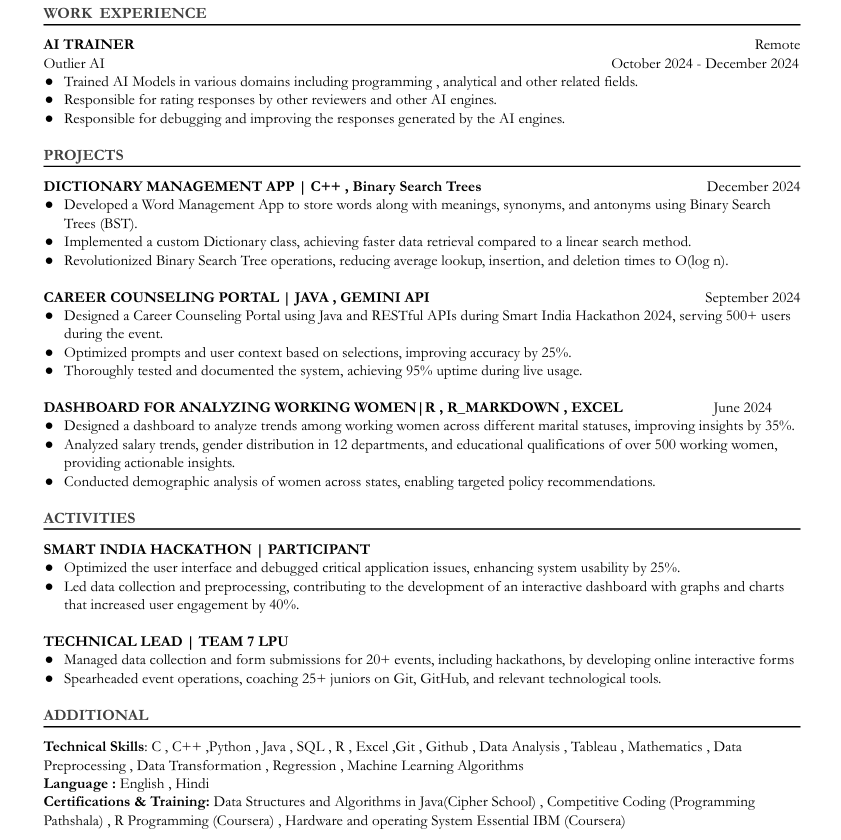 WORK EXPERIENCE
AI TRAINER Remote
Outlier AI October 2024 - December 2024
● Trained AI Models in various domains including programming , analytical and other related fields.
● Responsible for rating responses by other reviewers and other AI engines.
● Responsible for debugging and improving the responses generated by the AI engines.
PROJECTS
DICTIONARY MANAGEMENT APP | C++ , Binary Search Trees December 2024
● Developed a Word Management App to store words along with meanings, synonyms, and antonyms using Binary Search
Trees (BST).
● Implemented a custom Dictionary class, achieving faster data retrieval compared to a linear search method.
● Revolutionized Binary Search Tree operations, reducing average lookup, insertion, and deletion times to O(log n).
CAREER COUNSELING PORTAL | JAVA , GEMINI API September 2024
● Designed a Career Counseling Portal using Java and RESTful APIs during Smart India Hackathon 2024, serving 500+ users
during the event.
● Optimized prompts and user context based on selections, improving accuracy by 25%.
● Thoroughly tested and documented the system, achieving 95% uptime during live usage.
DASHBOARD FOR ANALYZING WORKING WOMEN|R , R_MARKDOWN , EXCEL June 2024
● Designed a dashboard to analyze trends among working women across different marital statuses, improving insights by 35%.
● Analyzed salary trends, gender distribution in 12 departments, and educational qualifications of over 500 working women,
providing actionable insights.
● Conducted demographic analysis of women across states, enabling targeted policy recommendations.
ACTIVITIES
SMART INDIA HACKATHON | PARTICIPANT
● Optimized the user interface and debugged critical application issues, enhancing system usability by 25%.
● Led data collection and preprocessing, contributing to the development of an interactive dashboard with graphs and charts
that increased user engagement by 40%.
TECHNICAL LEAD | TEAM 7 LPU
● Managed data collection and form submissions for 20+ events, including hackathons, by developing online interactive forms
● Spearheaded event operations, coaching 25+ juniors on Git, GitHub, and relevant technological tools.
ADDITIONAL
Technical Skills: C , C++ ,Python , Java , SQL , R , Excel ,Git , Github , Data Analysis , Tableau , Mathematics , Data
Preprocessing , Data Transformation , Regression , Machine Learning Algorithms
Language : English , Hindi
Certifications & Training: Data Structures and Algorithms in Java(Cipher School) , Competitive Coding (Programming
Pathshala) , R Programming (Coursera) , Hardware and operating System Essential IBM (Coursera)